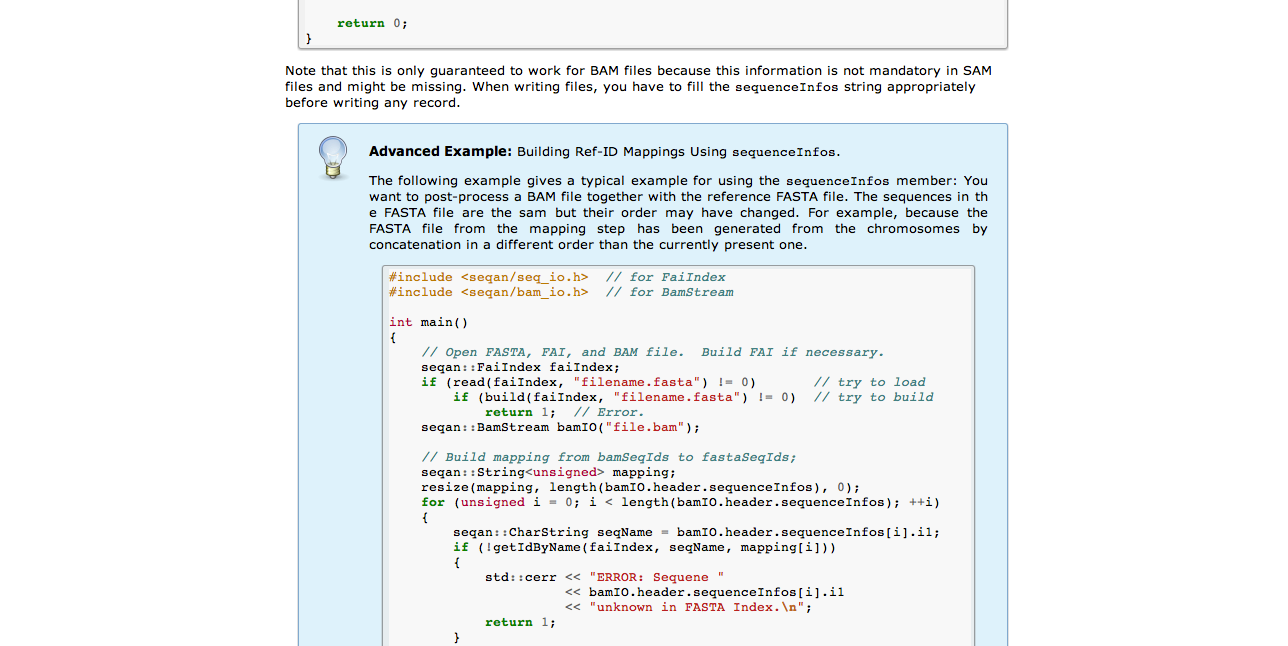 return 0;
}
Note that this is only guaranteed to work for BAM files because this information is not mandatory in SAM
files and might be missing. When writing files, you have to fill the sequenceInfos string appropriately
before writing any record.
Advanced Example: Building Ref-ID Mappings Using sequenceInfos.
The following example gives a typical example for using the sequenceInfos member: You
want to post-process a BAM file together with the reference FASTA file. The sequences in th
e FASTA file are the sam but their order may have changed. For example, because the
FASTA file from the mapping step has been generated from the chromosomes by
concatenation in a different order than the currently present one.
#include <seqan/seq_io.h>  // for FaiIndex
#include <seqan/bam_io.h>  // for BamStream
int main()
{
    // Open FASTA, FAI, and BAM file.  Build FAI if necessary.
    seqan::FaiIndex faiIndex;
    if (read(faiIndex, "filename.fasta") != 0)       // try to load
        if (build(faiIndex, "filename.fasta") != 0)  // try to build
            return 1;  // Error.
    seqan::BamStream bamIO("file.bam");
    // Build mapping from bamSeqIds to fastaSeqIds;
    seqan::String<unsigned> mapping;
    resize(mapping, length(bamIO.header.sequenceInfos), 0);
    for (unsigned i = 0; i < length(bamIO.header.sequenceInfos); ++i)
    {
        seqan::CharString seqName = bamIO.header.sequenceInfos[i].i1;
        if (!getIdByName(faiIndex, seqName, mapping[i]))
        {
            std::cerr << "ERROR: Sequene "
                      << bamIO.header.sequenceInfos[i].i1
                      << "unknown in FASTA Index.\n";
            return 1;
        }